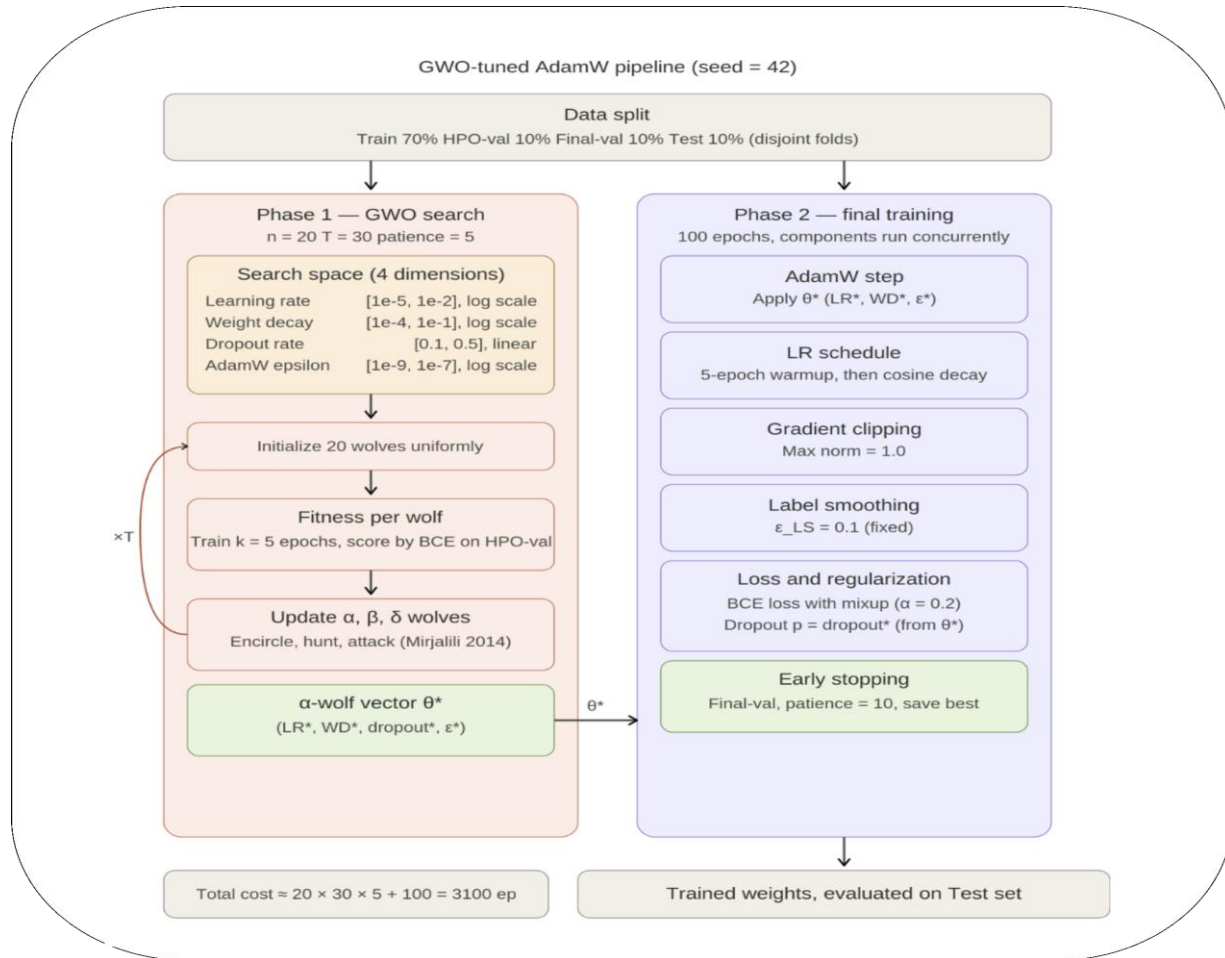 GWO-tuned AdamW pipeline (seed = 42)
Data split
Train 70% HPO-val 10% Final-val 10% Test 10% (disjoint folds)
Phase 1 — GWO search
n = 20 T = 30 patience = 5
Search space (4 dimensions)
Learning rate [1e-5, 1e-2], log scale
Weight decay [1e-4, 1e-1], log scale
Dropout rate [0.1, 0.5], linear
AdamW epsilon [1e-9, 1e-7], log scale
Initialize 20 wolves uniformly
Fitness per wolf
Train k = 5 epochs, score by BCE on HPO-val
×T
Update α, β, δ wolves
Encircle, hunt, attack (Mirjalili 2014)
α-wolf vector θ*
(LR*, WD*, dropout*, ε*)
θ*
Phase 2 — final training
100 epochs, components run concurrently
AdamW step
Apply θ* (LR*, WD*, ε*)
LR schedule
5-epoch warmup, then cosine decay
Gradient clipping
Max norm = 1.0
Label smoothing
ε_LS = 0.1 (fixed)
Loss and regularization
BCE loss with mixup (α = 0.2)
Dropout p = dropout* (from θ*)
Early stopping
Final-val, patience = 10, save best
Total cost ≈ 20 × 30 × 5 + 100 = 3100 ep
Trained weights, evaluated on Test set